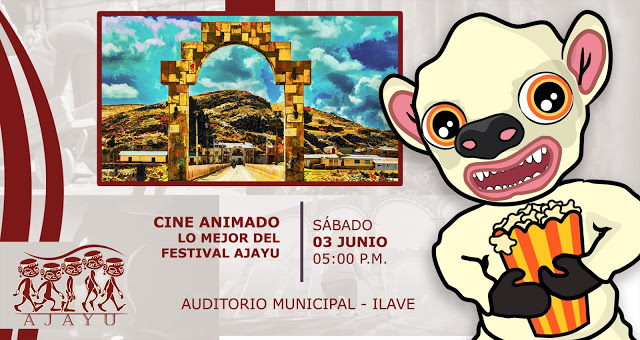 CINE ANIMADO
LO MEJOR DEL
FESTIVAL AJAYU
SÁBADO
03 JUNIO
05:00 P.M.
AUDITORIO MUNICIPAL - ILAVE
AJAYU